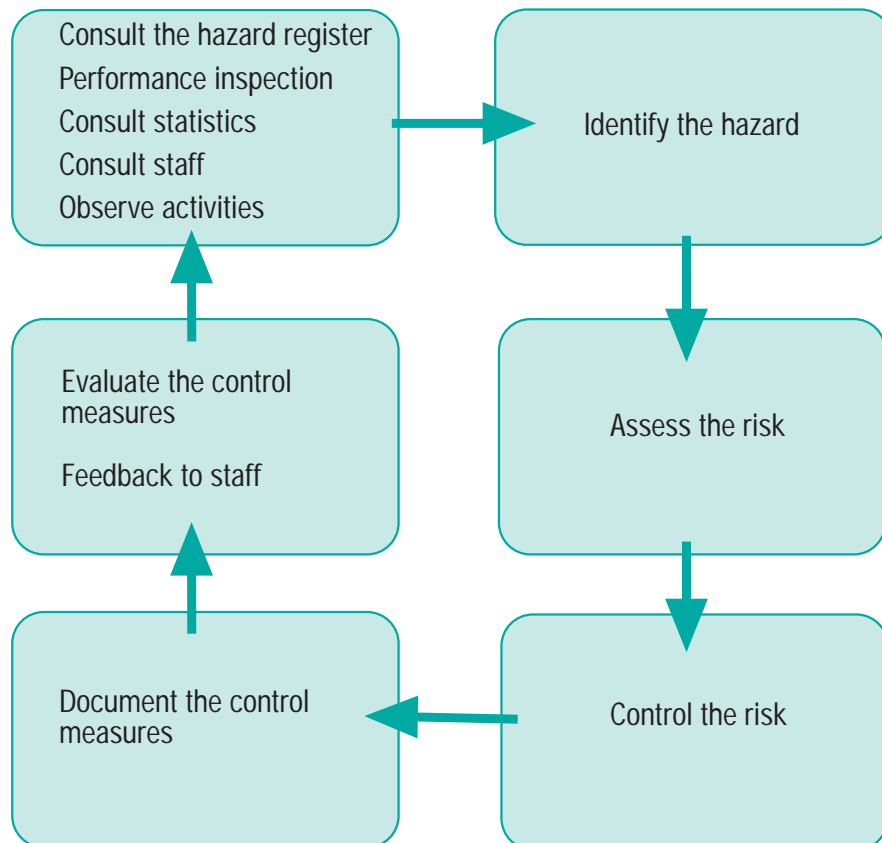 Consult the hazard register
Performance inspection
Consult statistics
Consult staff
Observe activities
Identify the hazard
Evaluate the control
measures
Feedback to staff
Assess the risk
Document the control
measures
Control the risk